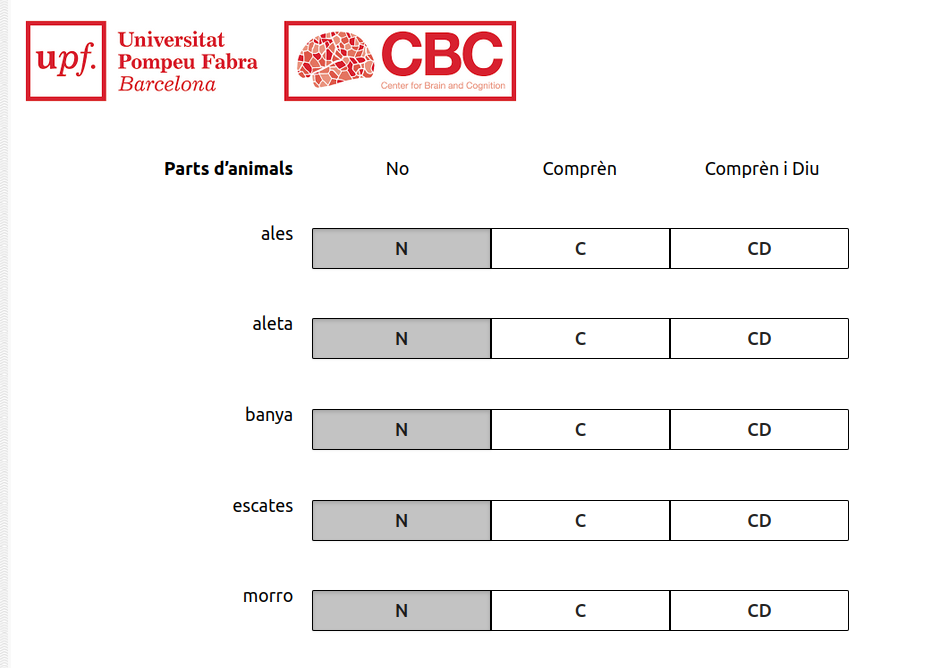 upf.
Universitat
Pompeu Fabra
Barcelona
CBC
Center for Brain and Cognition
Parts d’animals No Comprèn Comprèn i Diu
ales N C CD
aleta N C CD
banya N C CD
escates N C CD
morro N C CD